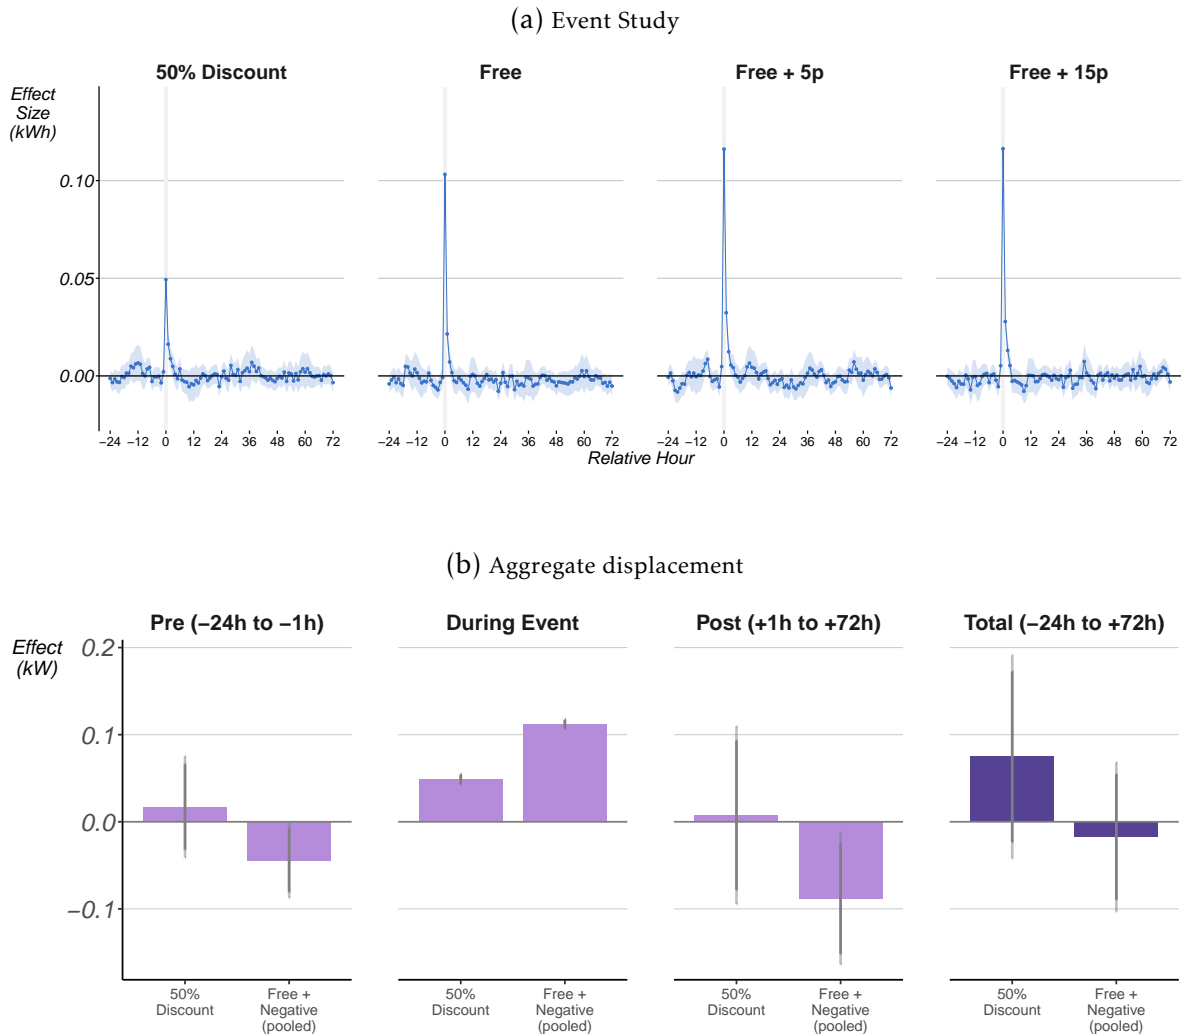 (a) Event Study
50% Discount
Free
Free + 5p
Free + 15p
Effect
Size
(kWh)
0.10
0.05
0.00
−24 −12 0 12 24 36 48 60 72
−24 −12 0 12 24 36 48 60 72
−24 −12 0 12 24 36 48 60 72
−24 −12 0 12 24 36 48 60 72
Relative Hour
(b) Aggregate displacement
Pre (−24h to −1h)
During Event
Post (+1h to +72h)
Total (−24h to +72h)
Effect
(kW)
0.2
0.1
0.0
−0.1
50%
Discount
Free +
Negative
(pooled)
50%
Discount
Free +
Negative
(pooled)
50%
Discount
Free +
Negative
(pooled)
50%
Discount
Free +
Negative
(pooled)